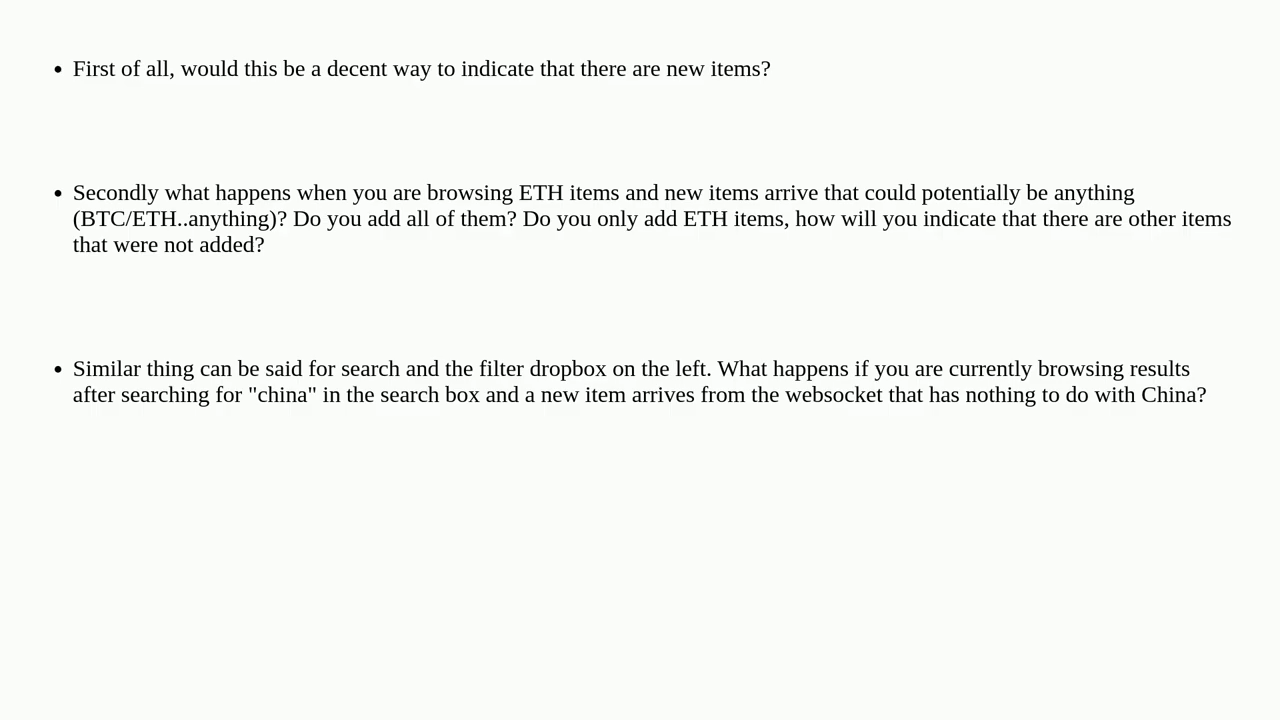 • First of all, would this be a decent way to indicate that there are new items?
• Secondly what happens when you are browsing ETH items and new items arrive that could potentially be anything
(BTC/ETH..anything)? Do you add all of them? Do you only add ETH items, how will you indicate that there are other items
that were not added?
• Similar thing can be said for search and the filter dropbox on the left. What happens if you are currently browsing results
after searching for "china" in the search box and a new item arrives from the websocket that has nothing to do with China?